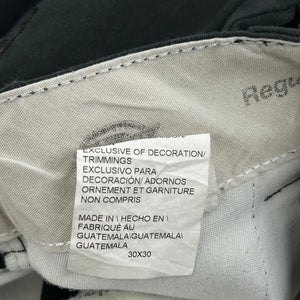 Regu
EXCLUSIVE OF DECORATION/
TRIMMINGS
EXCLUSIVO PARA
DECORACIÓN/ ADORNOS
ORNEMENT ET GARNITURE
NON COMPRIS
MADE IN \ HECHO EN \
FABRIQUÉ AU
GUATEMALA\GUATEMALA\
GUATEMALA
30X30